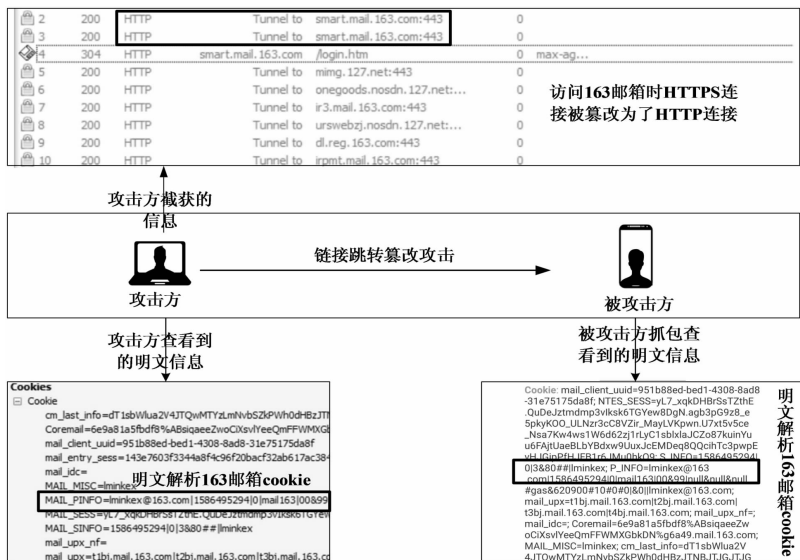 2 200 HTTP Tunnel to smart.mail.163.com:443 0
3 200 HTTP Tunnel to smart.mail.163.com:443 0
4 304 HTTP smart.mail.163.com /login.htm 0 max-ag...
5 200 HTTP Tunnel to mimg.127.net:443 0
6 200 HTTP Tunnel to onegoods.nosdn.127.net:... 0
7 200 HTTP Tunnel to ir3.mail.163.com:443 0
8 200 HTTP Tunnel to urswebzj.nosdn.127.net:... 0
9 200 HTTP Tunnel to dl.reg.163.com:443 0
10 200 HTTP Tunnel to irpmt.mail.163.com:443 0
访问163邮箱时HTTPS连
接被篡改为了HTTP连接
攻击方截获的
信息
链接跳转篡改攻击
攻击方
被攻击方
攻击方查看到
的明文信息
被攻击方抓包查
看到的明文信息
Cookies
Cookie
cm_last_info=dT1sbWlua2V4JTQwMTYzLmNvbSZkPWh0dHBzJTN
Coremail=6e9a81a5fbdf8%ABsiqaeeZwoCiXsvlYeeQmFFWMXGb
mail_client_uuid=951b88ed-bed1-4308-8ad8-31e75175da8f
mail_entry_sess=143e7603f3344a8f4c96f20bacf32ab617ac384
mail_idc=
MAIL_MISC=lminkex
明文解析163邮箱cookie
MAIL_PINFO=lminkex@163.com|1586495294|0|mail163|00&99
MAIL_SESS=yL7_xqkDHBrSsTZthE.QuDeJztmdmp3vlksk6TGYew
MAIL_SINFO=1586495294|0|3&80##|lminkex
mail_upx_nf=
mail_upx=t1bj.mail.163.com|t2bj.mail.163.com|t3bj.mail.163.co
Cookie: mail_client_uuid=951b88ed-bed1-4308-8ad8
-31e75175da8f; NTES_SESS=yL7_xqkDHBrSsTZthE
.QuDeJztmdmp3vlksk6TGYew8DgN.agb3pG9z8_e
5pkyKOO_ULNzr3cC8VZir_MayLVKpwn.U7xt5v5ce
_Nsa7Kw4ws1W6d62zj1rLyC1sblxlaJCZo87kuinYu
u6FAjtUaeBLbYBdxw9UuxJcEMDeq8QQcihTc3pwpE
S_INFO=1586495294|
0|3&80##|lminkex; P_INFO=lminkex@163
.com|1586495294|0|mail163|00&99|null&null&null
#gas&620900#10#0#0|&0||lminkex@163.com;
mail_upx=t1bj.mail.163.com|t2bj.mail.163.com|
t3bj.mail.163.com|t4bj.mail.163.com; mail_upx_nf=;
mail_idc=; Coremail=6e9a81a5fbdf8%ABsiqaeeZw
oCiXsvlYeeQmFFWMXGbkDN%g6a49.mail.163.com;
MAIL_MISC=lminkex; cm_last_info=dT1sbWlua2V
4JTQwMTYzLmNvbSZkPWh0dHBzJTNBJTJGJTJG
明文解析163邮箱cookie